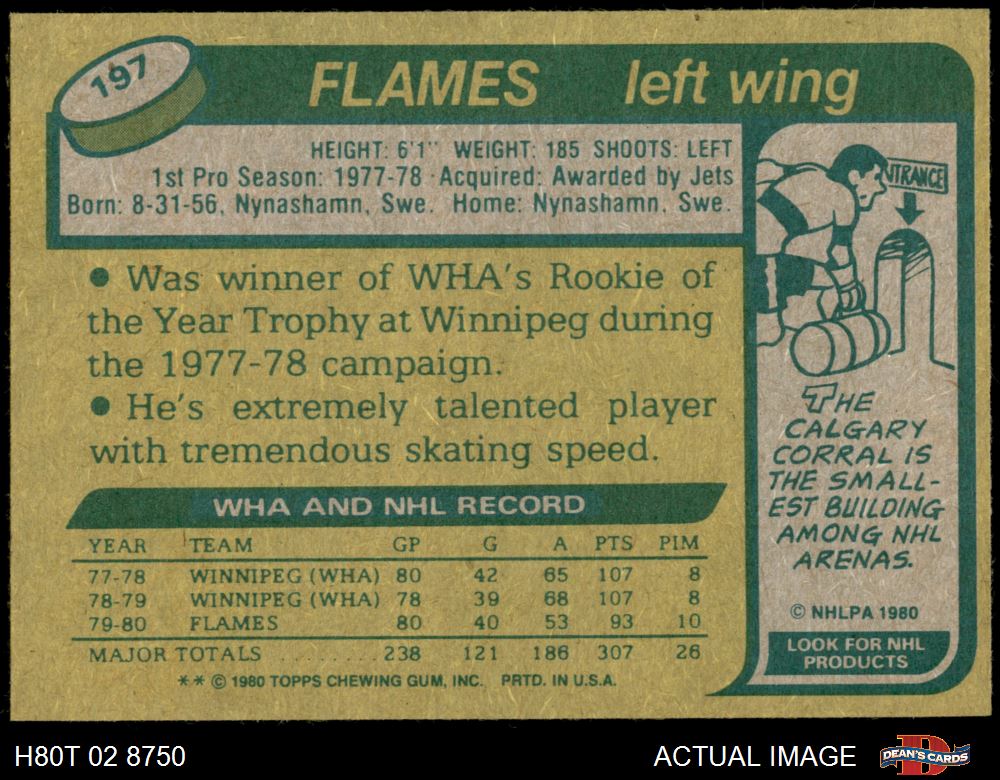 197
FLAMES left wing
HEIGHT: 6'1" WEIGHT: 185 SHOOTS: LEFT
1st Pro Season: 1977-78 · Acquired: Awarded by Jets
Born: 8-31-56, Nynashamn, Swe. Home: Nynashamn, Swe.
• Was winner of WHA's Rookie of
the Year Trophy at Winnipeg during
the 1977-78 campaign.
• He's extremely talented player
with tremendous skating speed.
WHA AND NHL RECORD
YEAR TEAM GP G A PTS PIM
77-78 WINNIPEG (WHA) 80 42 65 107 8
78-79 WINNIPEG (WHA) 78 39 68 107 8
79-80 FLAMES 80 40 53 93 10
MAJOR TOTALS ........ 238 121 186 307 26
** © 1980 TOPPS CHEWING GUM, INC. PRTD. IN U.S.A.
NTRANCE
THE
CALGARY
CORRAL IS
THE SMALL-
EST BUILDING
AMONG NHL
ARENAS.
© NHLPA 1980
LOOK FOR NHL
PRODUCTS
H80T 02 8750
ACTUAL IMAGE
D
DEAN'S CARDS